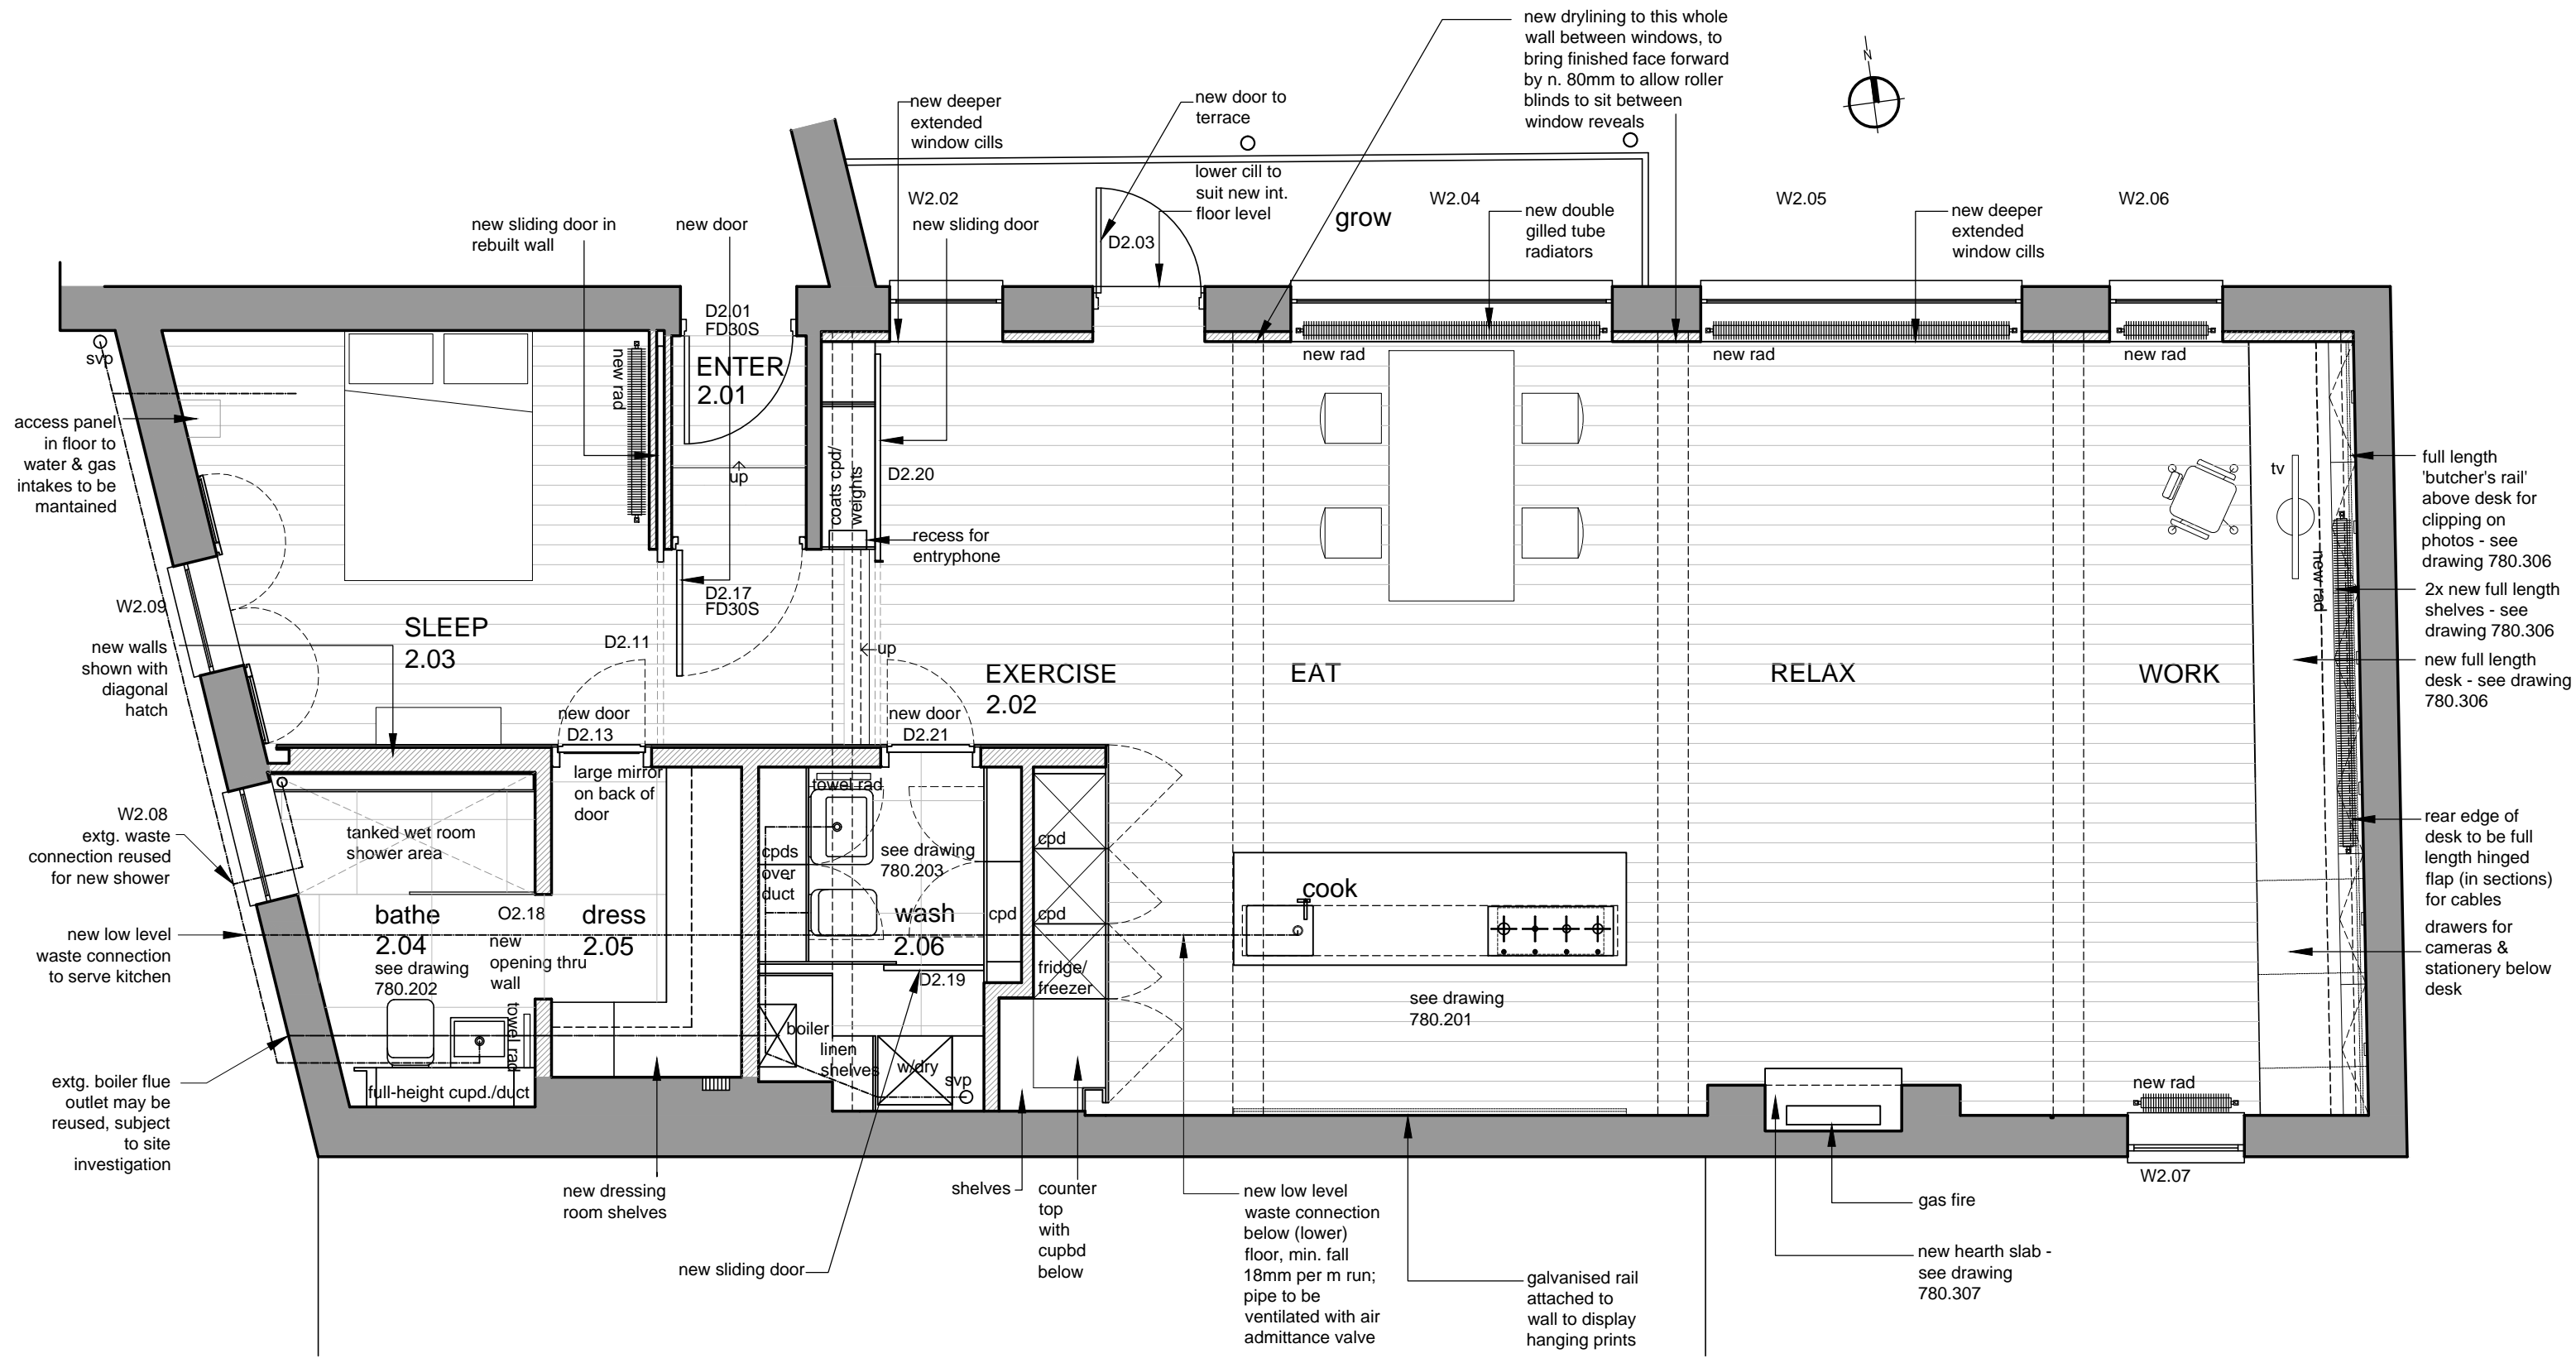 new drylining to this whole
wall between windows, to
bring finished face forward
by n. 80mm to allow roller
blinds to sit between
window reveals
N
new deeper
extended
window cills
new door to
terrace
lower cill to
suit new int.
floor level
W2.02
new sliding door
D2.03
grow
W2.04
new double
gilled tube
radiators
W2.05
new deeper
extended
window cills
W2.06
new sliding door in
rebuilt wall
new door
D2.01
FD30S
ENTER
2.01
up
svp
new rad
new rad
new rad
new rad
access panel
in floor to
water & gas
intakes to be
mantained
coats cpd/
weights
D2.20
recess for
entryphone
tv
new rad
full length
'butcher's rail'
above desk for
clipping on
photos - see
drawing 780.306
2x new full length
shelves - see
drawing 780.306
new full length
desk - see drawing
780.306
W2.09
SLEEP
2.03
D2.11
D2.17
FD30S
up
new walls
shown with
diagonal
hatch
EXERCISE
2.02
EAT
RELAX
WORK
new door
D2.13
new door
D2.21
large mirror
on back of
door
towel rad
W2.08
extg. waste
connection reused
for new shower
tanked wet room
shower area
cpds
over
duct
see drawing
780.203
cpd
cpd
cpd
rear edge of
desk to be full
length hinged
flap (in sections)
for cables
drawers for
cameras &
stationery below
desk
cook
bathe
2.04
see drawing
780.202
O2.18
new
opening thru
wall
dress
2.05
wash
2.06
D2.19
fridge/
freezer
see drawing
780.201
new low level
waste connection
to serve kitchen
towel rad
boiler
linen
shelves
w/dry
svp
full-height cupd./duct
extg. boiler flue
outlet may be
reused, subject
to site
investigation
new rad
W2.07
new dressing
room shelves
new sliding door
shelves
counter
top
with
cupbd
below
new low level
waste connection
below (lower)
floor, min. fall
18mm per m run;
pipe to be
ventilated with air
admittance valve
galvanised rail
attached to
wall to display
hanging prints
gas fire
new hearth slab -
see drawing
780.307